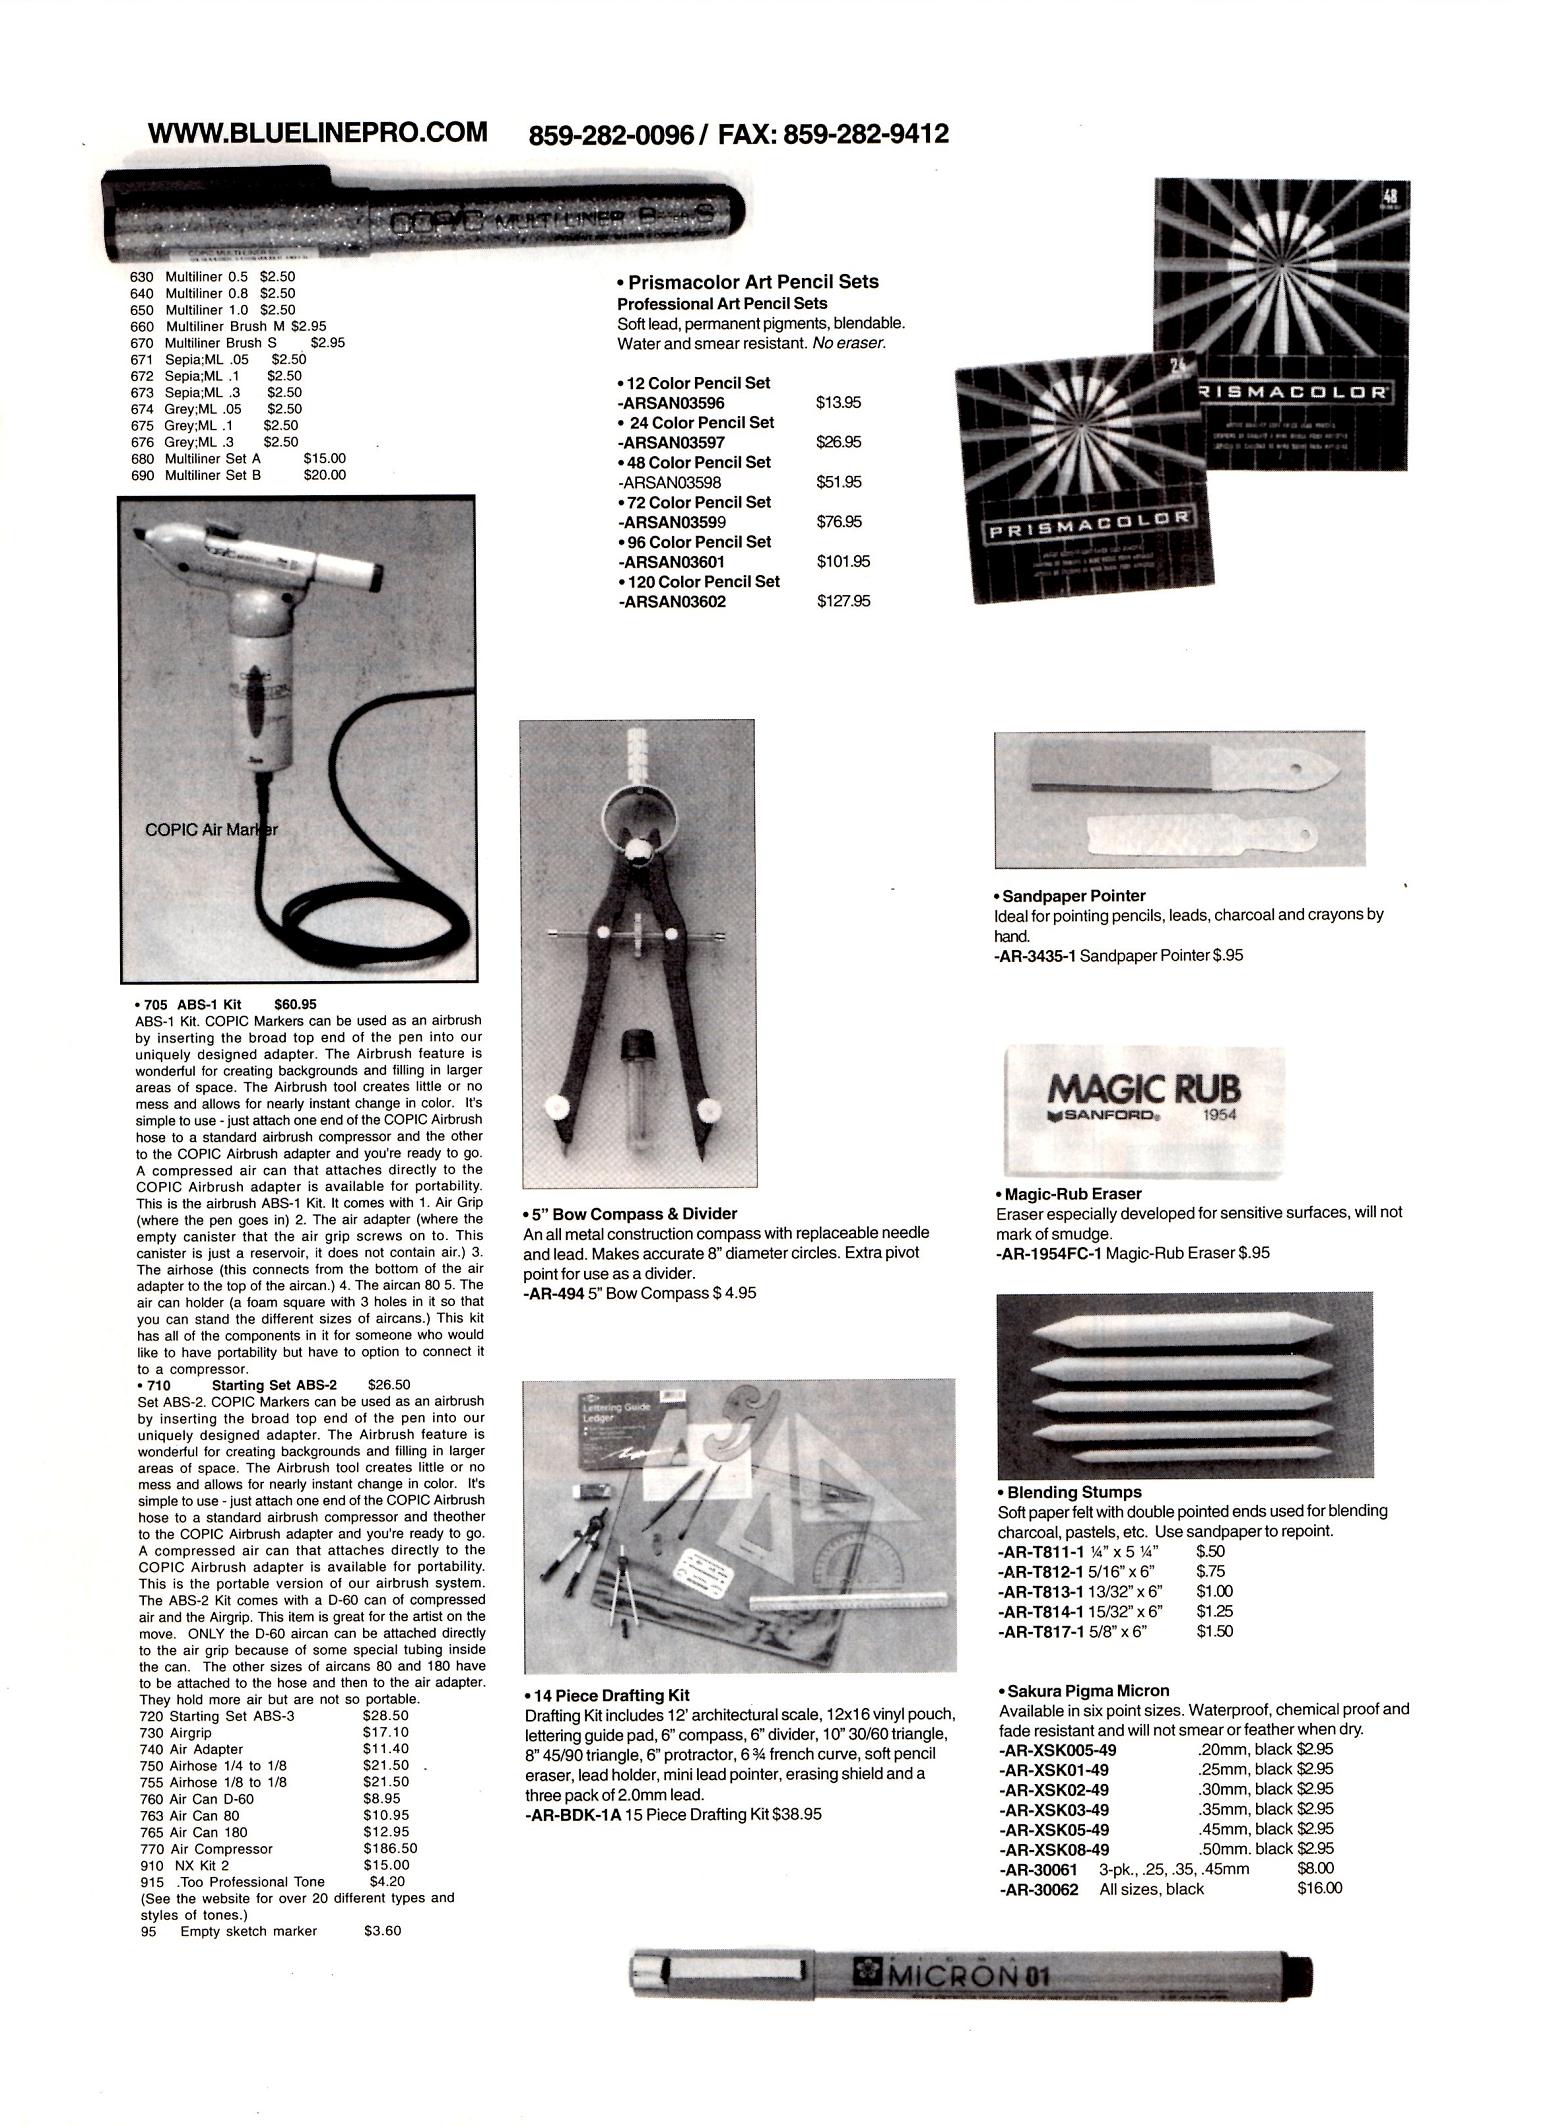 WWW.BLUELINEPRO.COM 859-282-0096 / FAX: 859-282-9412
COPIC MULTI LINER
630 Multiliner 0.5 $2.50
640 Multiliner 0.8 $2.50
650 Multiliner 1.0 $2.50
660 Multiliner Brush M $2.95
670 Multiliner Brush S $2.95
671 Sepia;ML .05 $2.50
672 Sepia;ML .1 $2.50
673 Sepia;ML .3 $2.50
674 Grey;ML .05 $2.50
675 Grey;ML .1 $2.50
676 Grey;ML .3 $2.50
680 Multiliner Set A $15.00
690 Multiliner Set B $20.00
COPIC Air Marker
• 705 ABS-1 Kit $60.95
ABS-1 Kit. COPIC Markers can be used as an airbrush
by inserting the broad top end of the pen into our
uniquely designed adapter. The Airbrush feature is
wonderful for creating backgrounds and filling in larger
areas of space. The Airbrush tool creates little or no
mess and allows for nearly instant change in color. It's
simple to use - just attach one end of the COPIC Airbrush
hose to a standard airbrush compressor and the other
to the COPIC Airbrush adapter and you're ready to go.
A compressed air can that attaches directly to the
COPIC Airbrush adapter is available for portability.
This is the airbrush ABS-1 Kit. It comes with 1. Air Grip
(where the pen goes in) 2. The air adapter (where the
empty canister that the air grip screws on to. This
canister is just a reservoir, it does not contain air.) 3.
The airhose (this connects from the bottom of the air
adapter to the top of the aircan.) 4. The aircan 80 5. The
air can holder (a foam square with 3 holes in it so that
you can stand the different sizes of aircans.) This kit
has all of the components in it for someone who would
like to have portability but have to option to connect it
to a compressor.
• 710 Starting Set ABS-2 $26.50
Set ABS-2. COPIC Markers can be used as an airbrush
by inserting the broad top end of the pen into our
uniquely designed adapter. The Airbrush feature is
wonderful for creating backgrounds and filling in larger
areas of space. The Airbrush tool creates little or no
mess and allows for nearly instant change in color. It's
simple to use - just attach one end of the COPIC Airbrush
hose to a standard airbrush compressor and theother
to the COPIC Airbrush adapter and you're ready to go.
A compressed air can that attaches directly to the
COPIC Airbrush adapter is available for portability.
This is the portable version of our airbrush system.
The ABS-2 Kit comes with a D-60 can of compressed
air and the Airgrip. This item is great for the artist on the
move. ONLY the D-60 aircan can be attached directly
to the air grip because of some special tubing inside
the can. The other sizes of aircans 80 and 180 have
to be attached to the hose and then to the air adapter.
They hold more air but are not so portable.
720 Starting Set ABS-3 $28.50
730 Airgrip $17.10
740 Air Adapter $11.40
750 Airhose 1/4 to 1/8 $21.50
755 Airhose 1/8 to 1/8 $21.50
760 Air Can D-60 $8.95
763 Air Can 80 $10.95
765 Air Can 180 $12.95
770 Air Compressor $186.50
910 NX Kit 2 $15.00
915 .Too Professional Tone $4.20
(See the website for over 20 different types and
styles of tones.)
95 Empty sketch marker $3.60
• Prismacolor Art Pencil Sets
Professional Art Pencil Sets
Soft lead, permanent pigments, blendable.
Water and smear resistant. No eraser.
• 12 Color Pencil Set
-ARSAN03596 $13.95
• 24 Color Pencil Set
-ARSAN03597 $26.95
• 48 Color Pencil Set
-ARSAN03598 $51.95
• 72 Color Pencil Set
-ARSAN03599 $76.95
• 96 Color Pencil Set
-ARSAN03601 $101.95
• 120 Color Pencil Set
-ARSAN03602 $127.95
48
RISMACOLOR
24
PRISMACOLOR
• 5” Bow Compass & Divider
An all metal construction compass with replaceable needle
and lead. Makes accurate 8” diameter circles. Extra pivot
point for use as a divider.
-AR-494 5” Bow Compass $ 4.95
Lettering Guide
Ledger
• 14 Piece Drafting Kit
Drafting Kit includes 12’ architectural scale, 12x16 vinyl pouch,
lettering guide pad, 6” compass, 6” divider, 10” 30/60 triangle,
8” 45/90 triangle, 6” protractor, 6 ¾ french curve, soft pencil
eraser, lead holder, mini lead pointer, erasing shield and a
three pack of 2.0mm lead.
-AR-BDK-1A 15 Piece Drafting Kit $38.95
• Sandpaper Pointer
Ideal for pointing pencils, leads, charcoal and crayons by
hand.
-AR-3435-1 Sandpaper Pointer $.95
MAGIC RUB
SANFORD® 1954
• Magic-Rub Eraser
Eraser especially developed for sensitive surfaces, will not
mark of smudge.
-AR-1954FC-1 Magic-Rub Eraser $.95
• Blending Stumps
Soft paper felt with double pointed ends used for blending
charcoal, pastels, etc. Use sandpaper to repoint.
-AR-T811-1 ¼” x 5 ¼” $.50
-AR-T812-1 5/16” x 6” $.75
-AR-T813-1 13/32” x 6” $1.00
-AR-T814-1 15/32” x 6” $1.25
-AR-T817-1 5/8” x 6” $1.50
• Sakura Pigma Micron
Available in six point sizes. Waterproof, chemical proof and
fade resistant and will not smear or feather when dry.
-AR-XSK005-49 .20mm, black $2.95
-AR-XSK01-49 .25mm, black $2.95
-AR-XSK02-49 .30mm, black $2.95
-AR-XSK03-49 .35mm, black $2.95
-AR-XSK05-49 .45mm, black $2.95
-AR-XSK08-49 .50mm. black $2.95
-AR-30061 3-pk., .25, .35, .45mm $8.00
-AR-30062 All sizes, black $16.00
MICRON 01